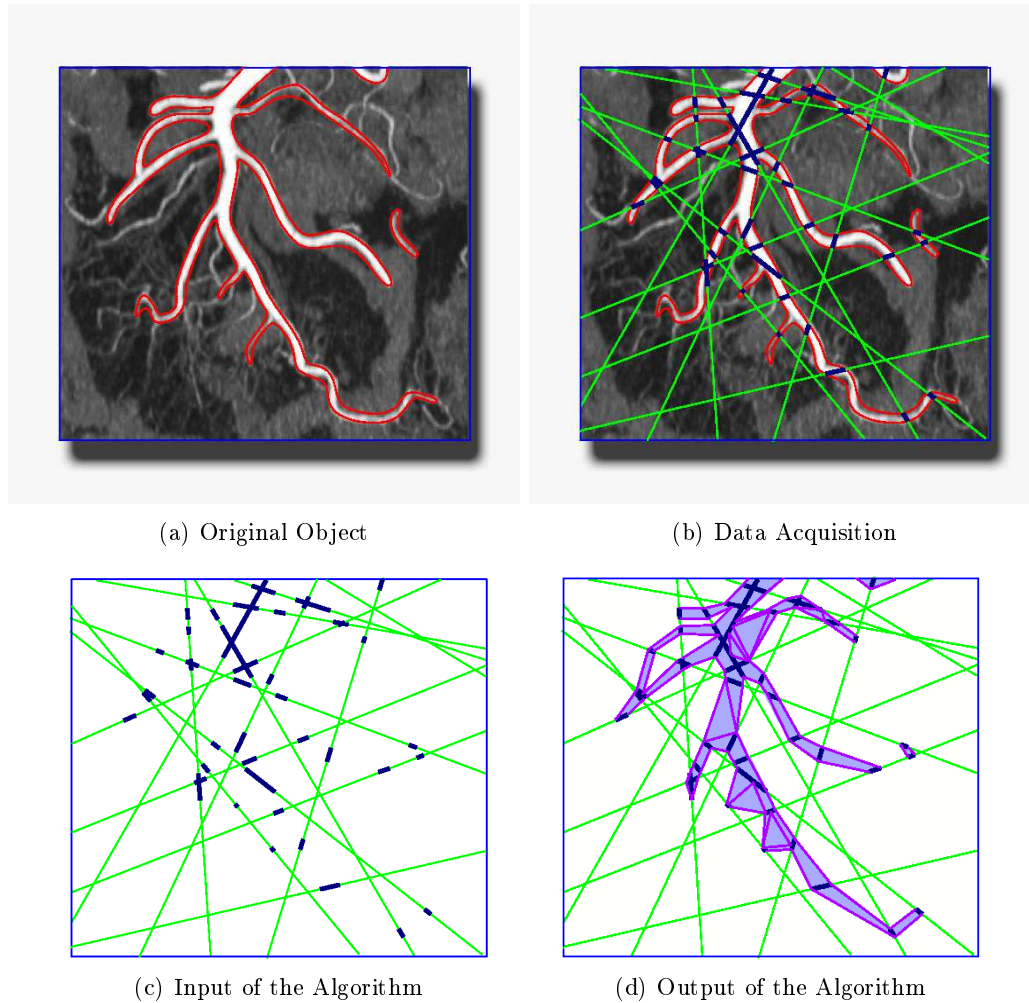 (a) Original Object
(b) Data Acquisition
(c) Input of the Algorithm
(d) Output of the Algorithm